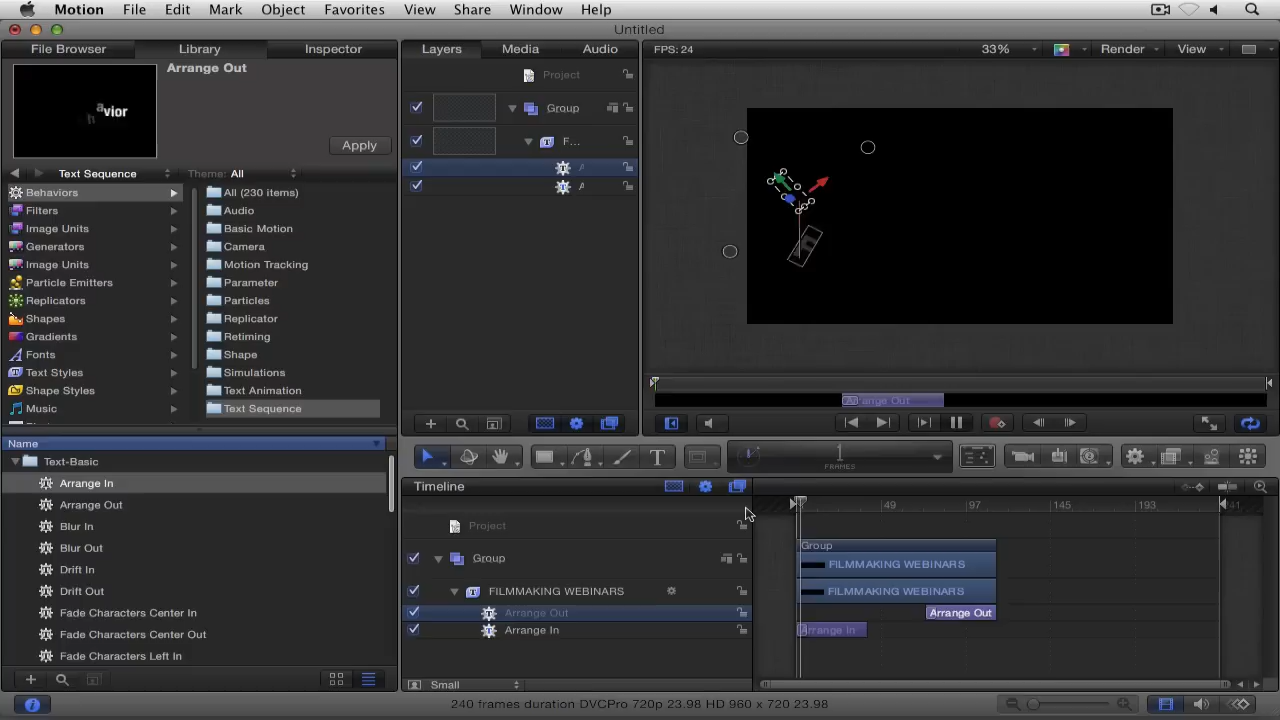 Motion File Edit Mark Object Favorites View Share Window Help
Untitled
File Browser Library Inspector
Layers Media Audio
FPS: 24 33% Render View
Arrange Out
avior
h
Apply
Text Sequence Theme: All
Project
Group
F...
Behaviors
Filters
Image Units
Generators
Image Units
Particle Emitters
Replicators
Shapes
Gradients
Fonts
Text Styles
Shape Styles
Music
All (230 items)
Audio
Basic Motion
Camera
Motion Tracking
Parameter
Particles
Replicator
Retiming
Shape
Simulations
Text Animation
Text Sequence
Arrange Out
1
FRAMES
Name
Text-Basic
Arrange In
Arrange Out
Blur In
Blur Out
Drift In
Drift Out
Fade Characters Center In
Fade Characters Center Out
Fade Characters Left In
Timeline
49 97 145 193 41
Project
Group
FILMMAKING WEBINARS
Arrange Out
Arrange In
Group
FILMMAKING WEBINARS
FILMMAKING WEBINARS
Arrange Out
Arrange In
Small
240 frames duration DVCPro 720p 23.98 HD 960 x 720 23.98